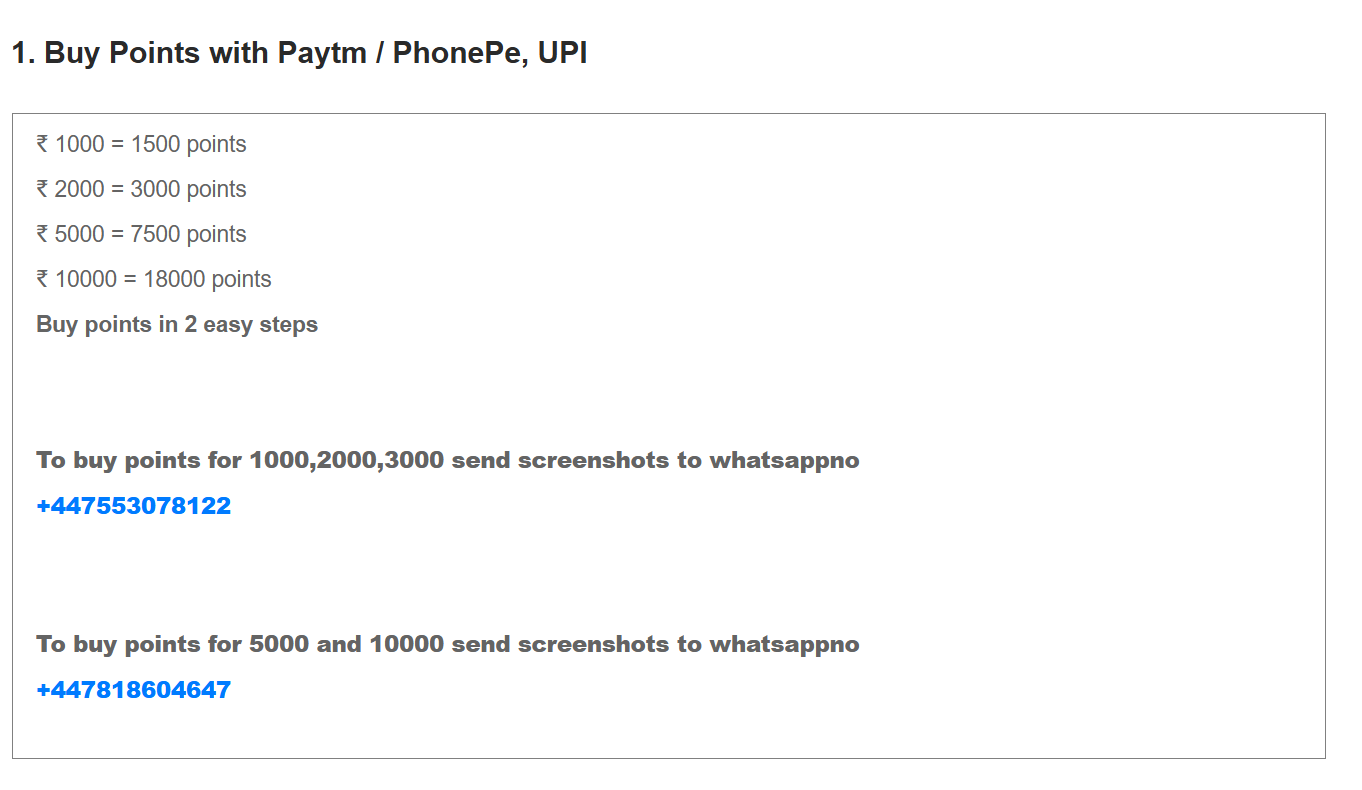 1. Buy Points with Paytm / PhonePe, UPI
₹ 1000 = 1500 points
₹ 2000 = 3000 points
₹ 5000 = 7500 points
₹ 10000 = 18000 points
Buy points in 2 easy steps
To buy points for 1000,2000,3000 send screenshots to whatsappno
+447553078122
To buy points for 5000 and 10000 send screenshots to whatsappno
+447818604647